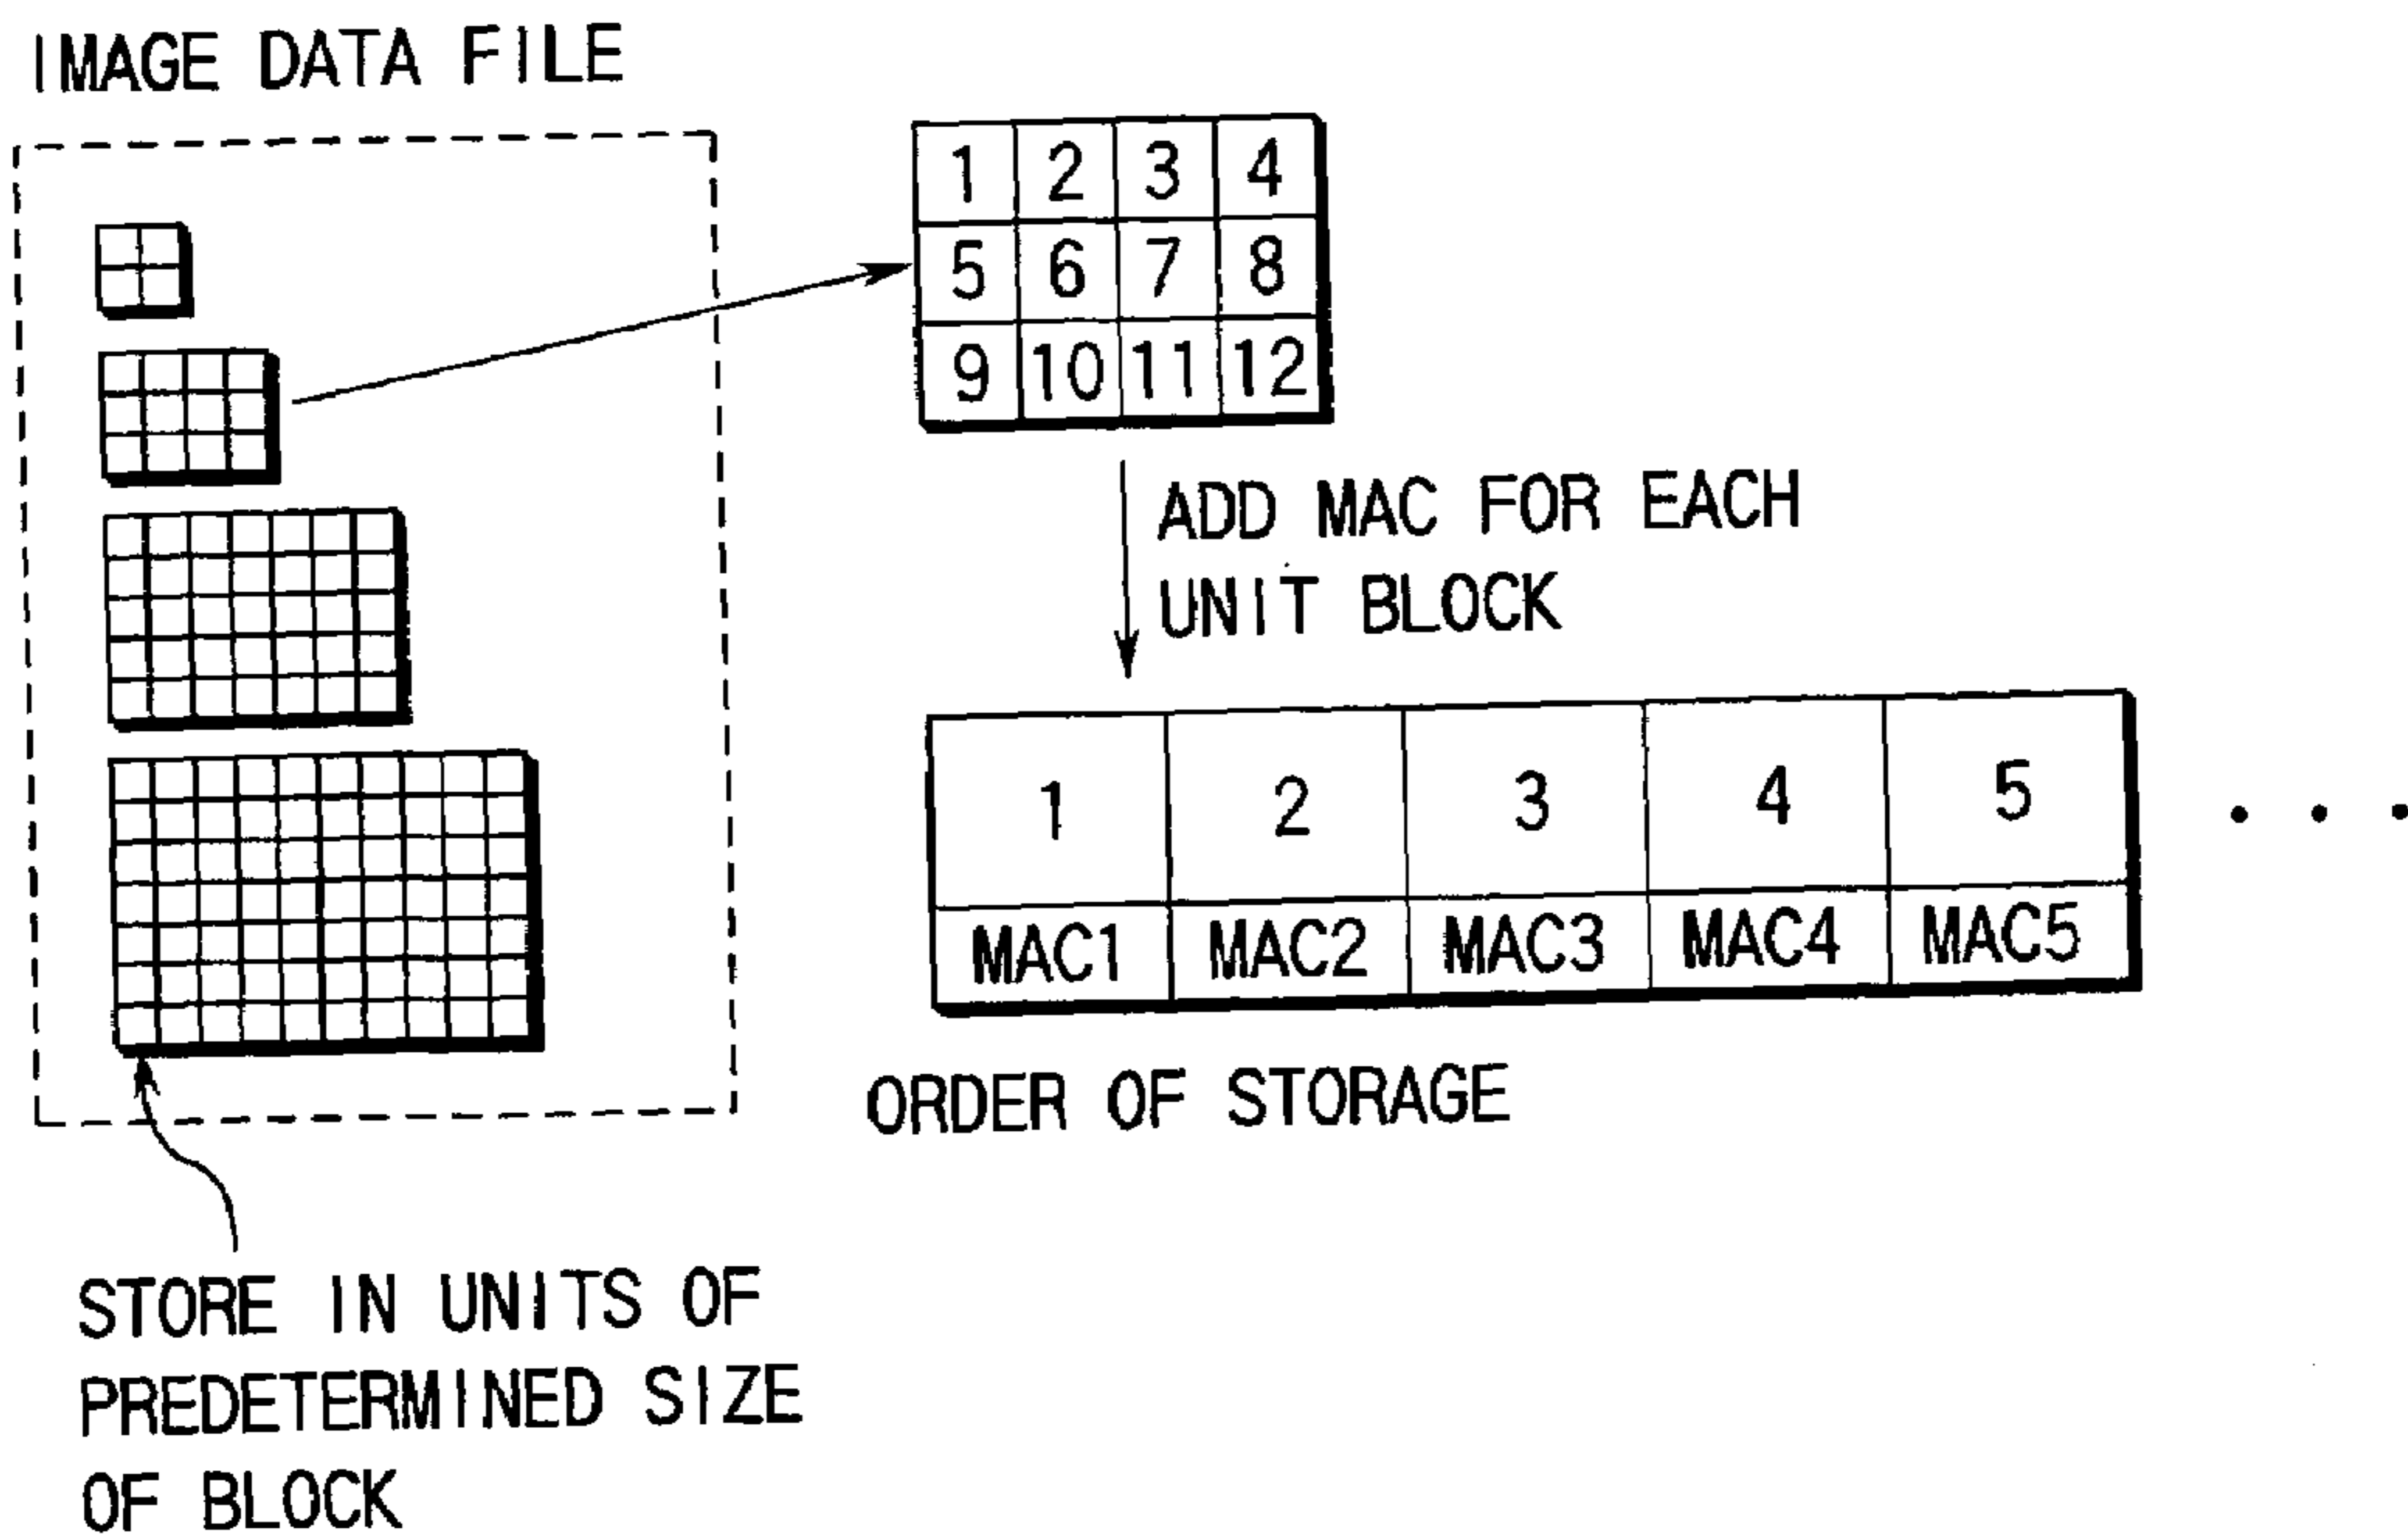 IMAGE DATA FILE
1 2 3 4
5 6 7 8
9 10 11 12
ADD MAC FOR EACH
UNIT BLOCK
1 2 3 4 5 . . .
MAC1 MAC2 MAC3 MAC4 MAC5
ORDER OF STORAGE
STORE IN UNITS OF
PREDETERMINED SIZE
OF BLOCK